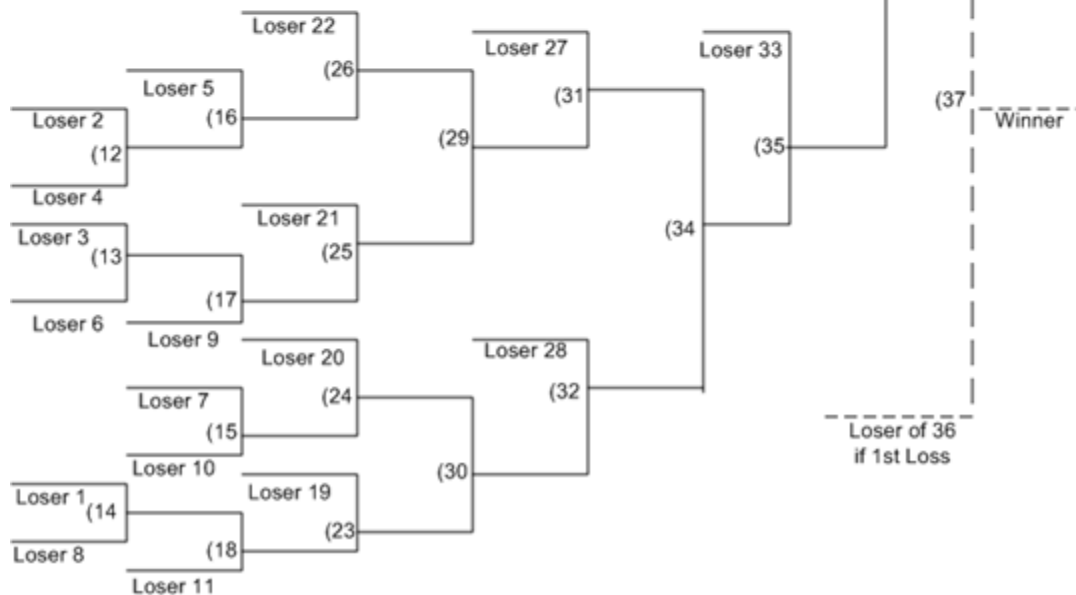 Loser 22
Loser 27
Loser 33
(26
Loser 5
(31
(37
(16
Loser 2
Winner
(12
(29
(35
Loser 4
Loser 21
Loser 3
(34
(13
(25
(17
Loser 6
Loser 9
Loser 20
Loser 28
(24
(32
Loser 7
(15
Loser of 36
if 1st Loss
Loser 10
(30
Loser 1
Loser 19
(14
(23
(18
Loser 8
Loser 11